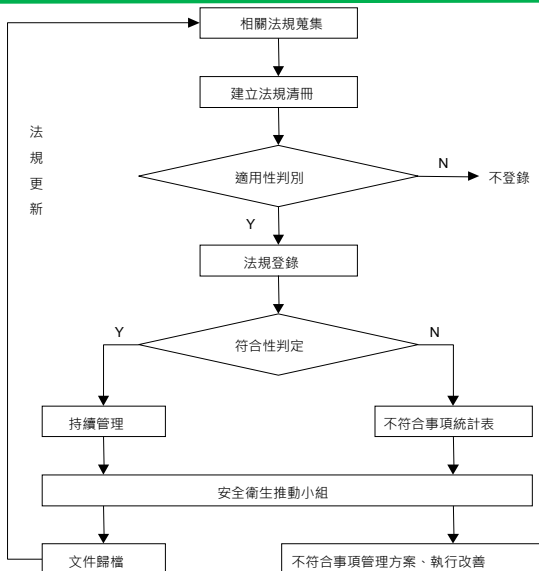 相關法規蒐集
建立法規清冊
法規更新
適用性判別
N
不登錄
Y
法規登錄
Y
N
符合性判定
持續管理
不符合事項統計表
安全衛生推動小組
文件歸檔
不符合事項管理方案、執行改善